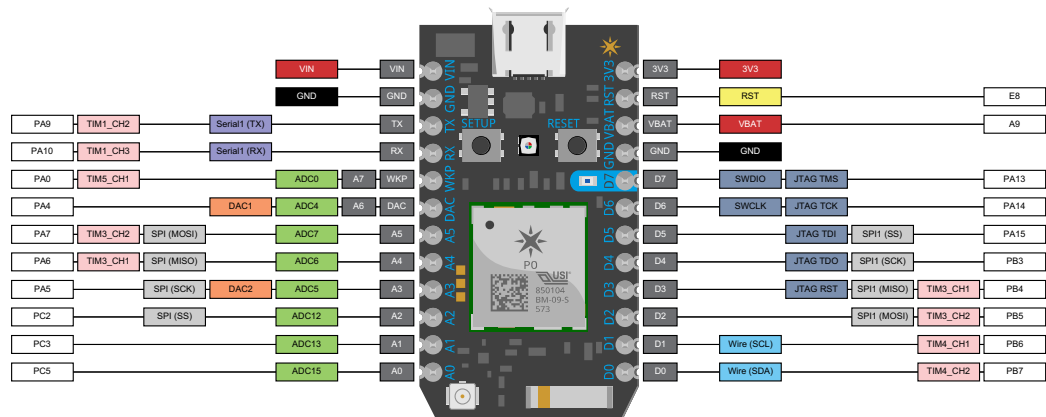 VIN VIN VIN 3V3 3V3 3V3
GND GND GND RST RST RST E8
PA9 TIM1_CH2 Serial1 (TX) TX TX SETUP RESET VBAT VBAT VBAT A9
PA10 TIM1_CH3 Serial1 (RX) RX RX GND GND GND
PA0 TIM5_CH1 ADC0 A7 WKP WKP D7 D7 SWDIO JTAG TMS PA13
PA4 DAC1 ADC4 A6 DAC DAC D6 D6 SWCLK JTAG TCK PA14
PA7 TIM3_CH2 SPI (MOSI) ADC7 A5 A5 D5 D5 JTAG TDI SPI1 (SS) PA15
PA6 TIM3_CH1 SPI (MISO) ADC6 A4 A4 P0 D4 D4 JTAG TDO SPI1 (SCK) PB3
USI
PA5 SPI (SCK) DAC2 ADC5 A3 A3 850104 D3 D3 JTAG RST SPI1 (MISO) TIM3_CH1 PB4
BM-09-S
PC2 SPI (SS) ADC12 A2 A2 573 D2 D2 SPI1 (MOSI) TIM3_CH2 PB5
PC3 ADC13 A1 A1 D1 D1 Wire (SCL) TIM4_CH1 PB6
PC5 ADC15 A0 A0 D0 D0 Wire (SDA) TIM4_CH2 PB7